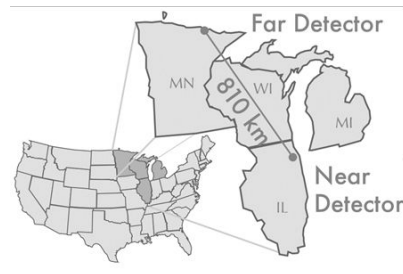 Far Detector
MN
WI
810 km
MI
Near
Detector
IL